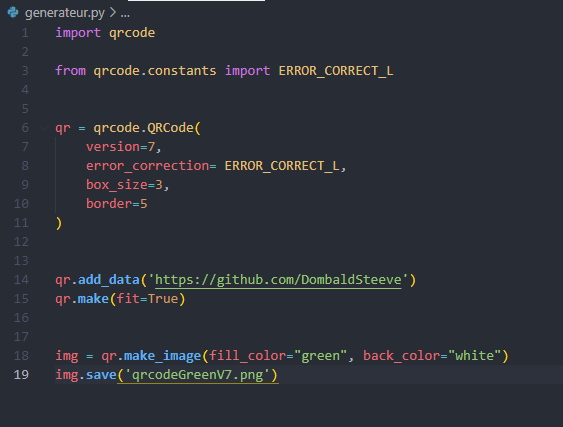 generateur.py > ...
1 import qrcode
2
3 from qrcode.constants import ERROR_CORRECT_L
4
5
6 qr = qrcode.QRCode(
7     version=7,
8     error_correction= ERROR_CORRECT_L,
9     box_size=3,
10     border=5
11 )
12
13
14 qr.add_data('https://github.com/DombaldSteeve')
15 qr.make(fit=True)
16
17
18 img = qr.make_image(fill_color="green", back_color="white")
19 img.save('qrcodeGreenV7.png')